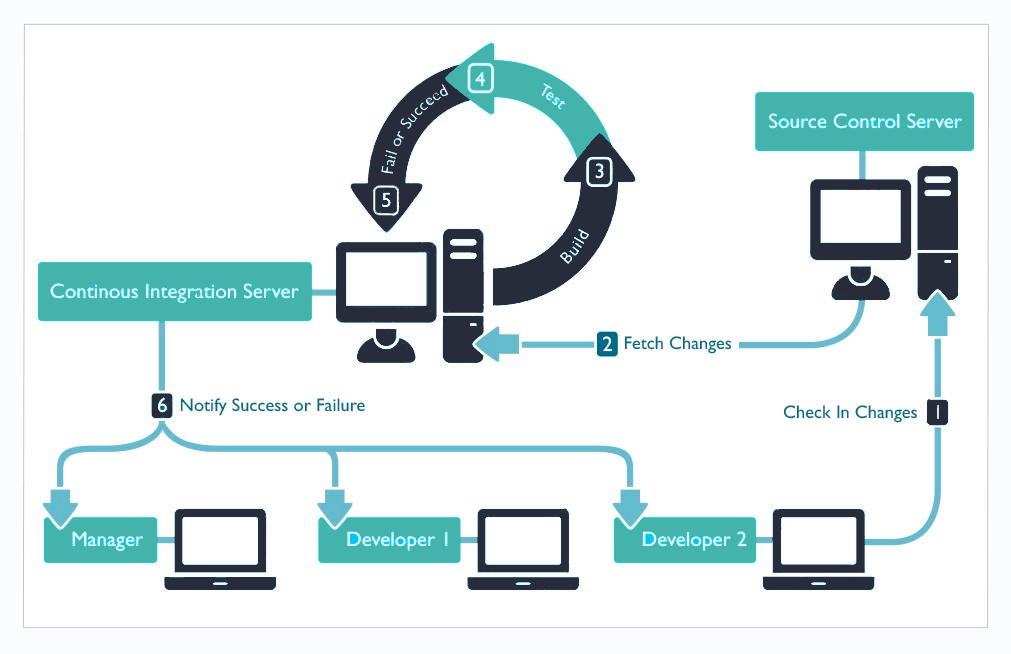 4
Test
Fail or Succeed
5
3
Build
Source Control Server
Continous Integration Server
2 Fetch Changes
6 Notify Success or Failure
Check In Changes 1
Manager
Developer 1
Developer 2